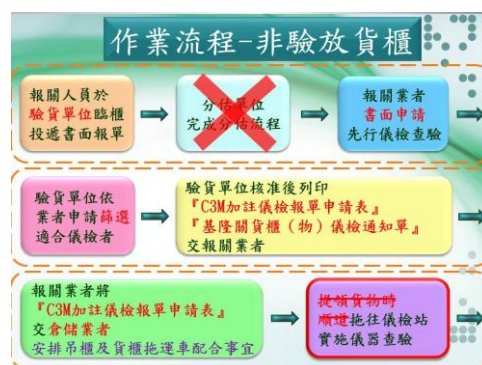 作業流程-非驗放貨櫃
報關人員於
驗貨單位臨櫃
投遞書面報單
分估單位
完成分估流程
報關業者
書面申請
先行儀檢查驗
驗貨單位依
業者申請篩選
適合儀檢者
驗貨單位核准後列印
『C3M加註儀檢報單申請表』
『基隆關貨櫃（物）儀檢通知單』
交報關業者
報關業者將
『C3M加註儀檢報單申請表』
交倉儲業者
安排吊櫃及貨櫃拖運車配合事宜
提領貨物時
順道拖往儀檢站
實施儀器查驗